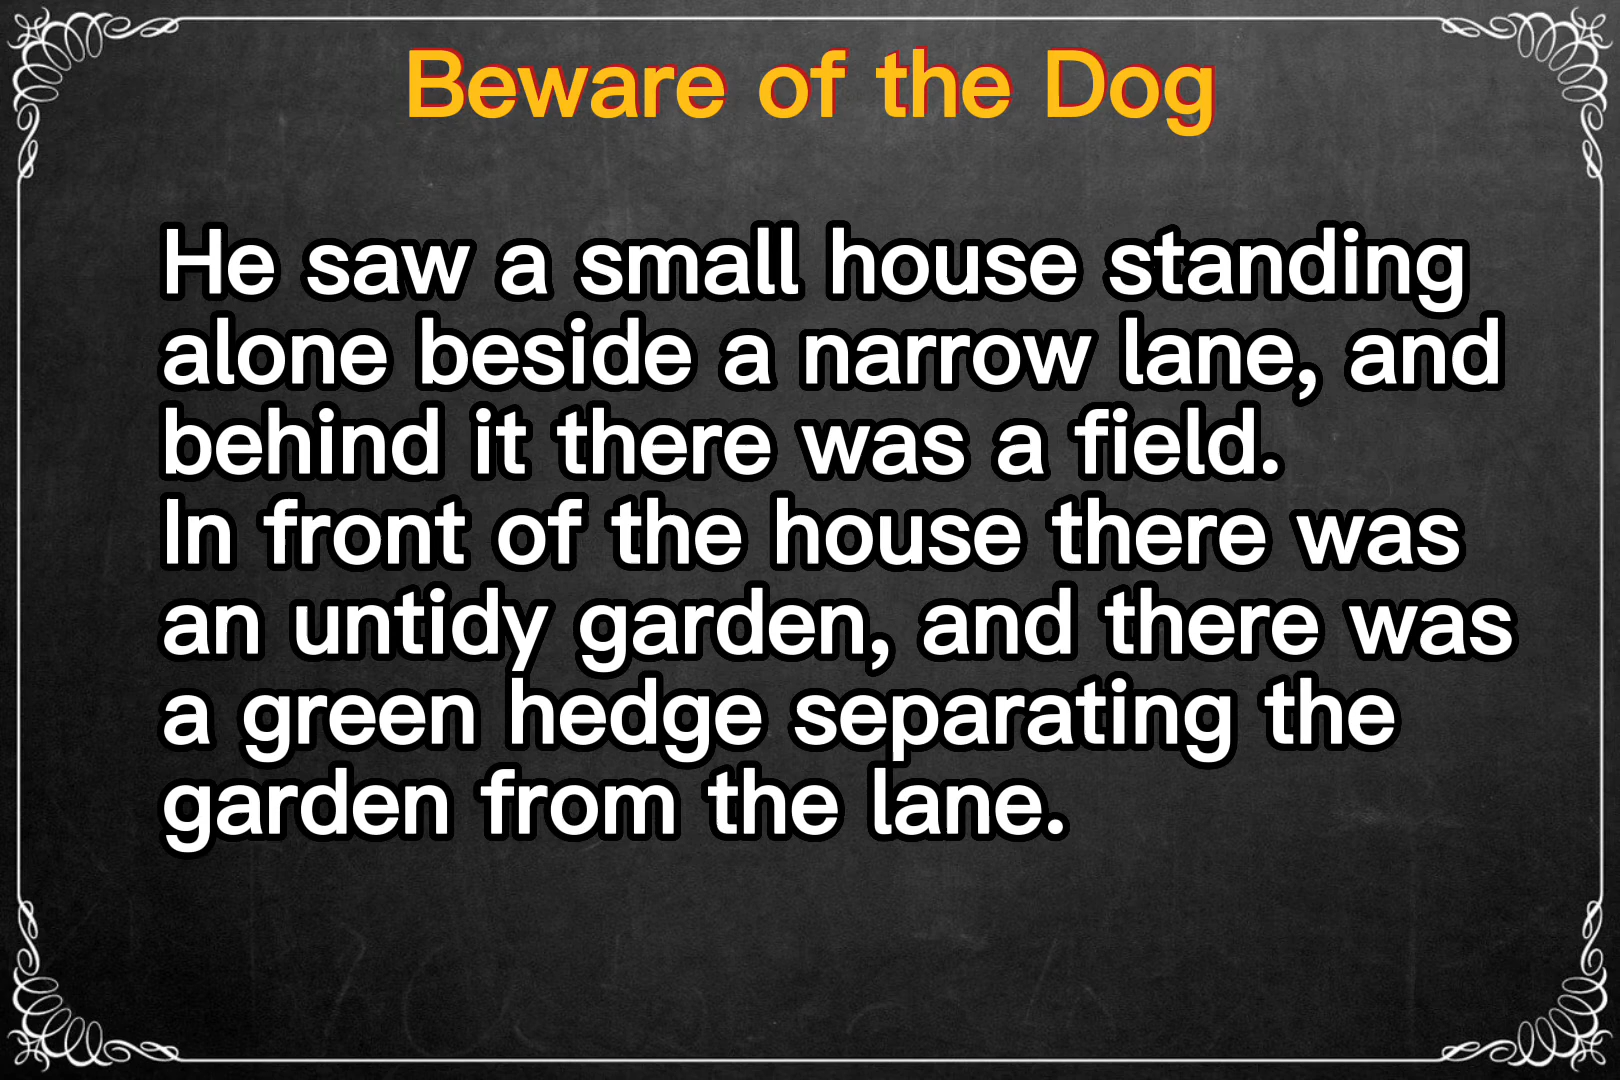 Beware of the Dog
He saw a small house standing
alone beside a narrow lane, and
behind it there was a field.
In front of the house there was
an untidy garden, and there was
a green hedge separating the
garden from the lane.